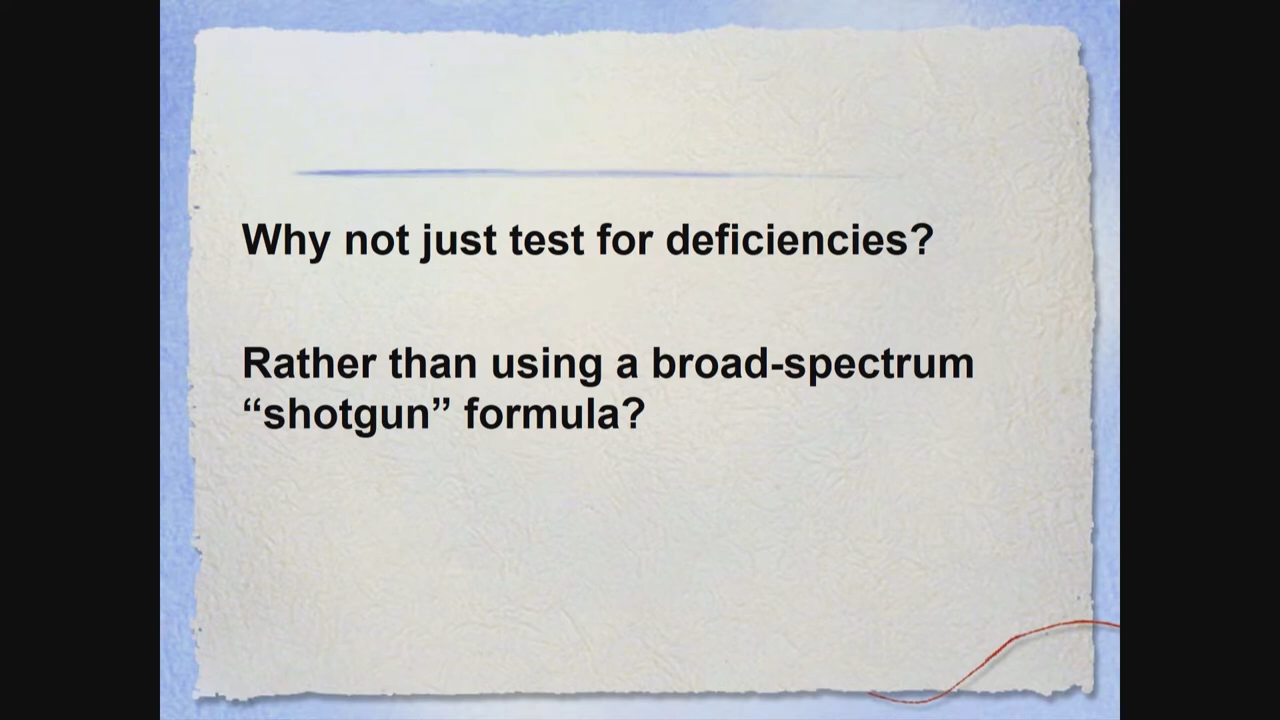 Why not just test for deficiencies?
Rather than using a broad-spectrum
“shotgun” formula?